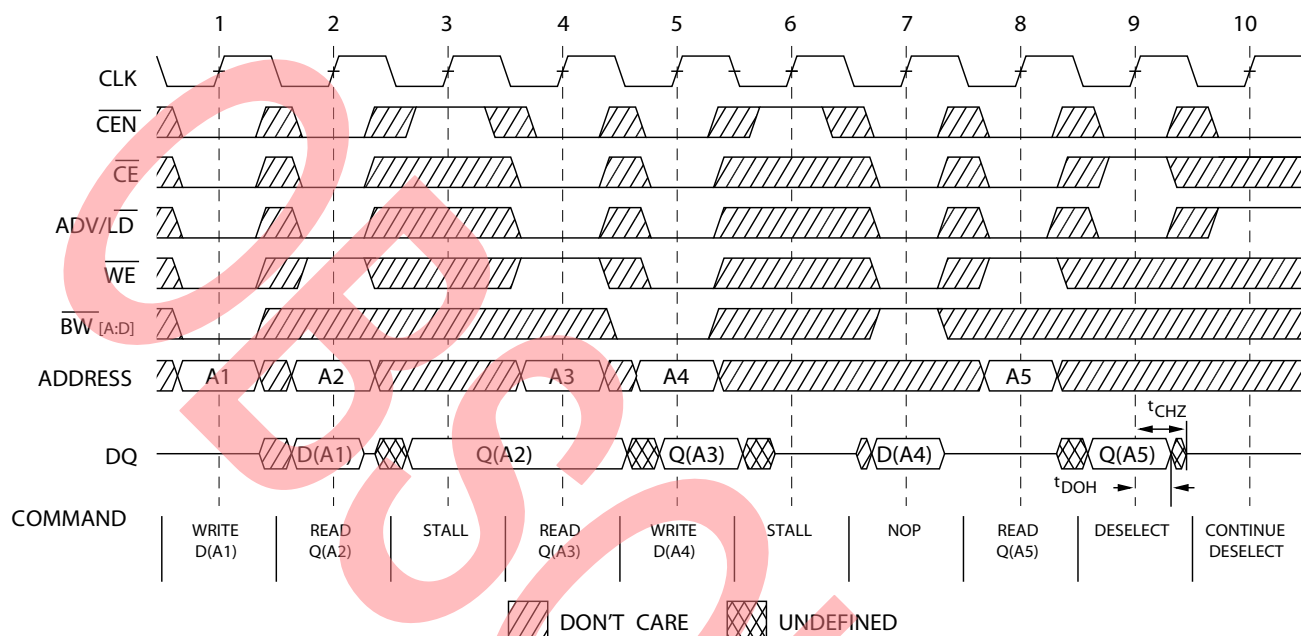 1 2 3 4 5 6 7 8 9 10
CLK
CEN
CE
ADV/LD
WE
BW [A:D]
ADDRESS A1 A2 A3 A4 A5
tCHZ
DQ D(A1) Q(A2) Q(A3) D(A4) Q(A5)
tDOH
COMMAND
WRITE READ STALL READ WRITE STALL NOP READ DESELECT CONTINUE
D(A1) Q(A2) Q(A3) D(A4) Q(A5) DESELECT
DON'T CARE UNDEFINED